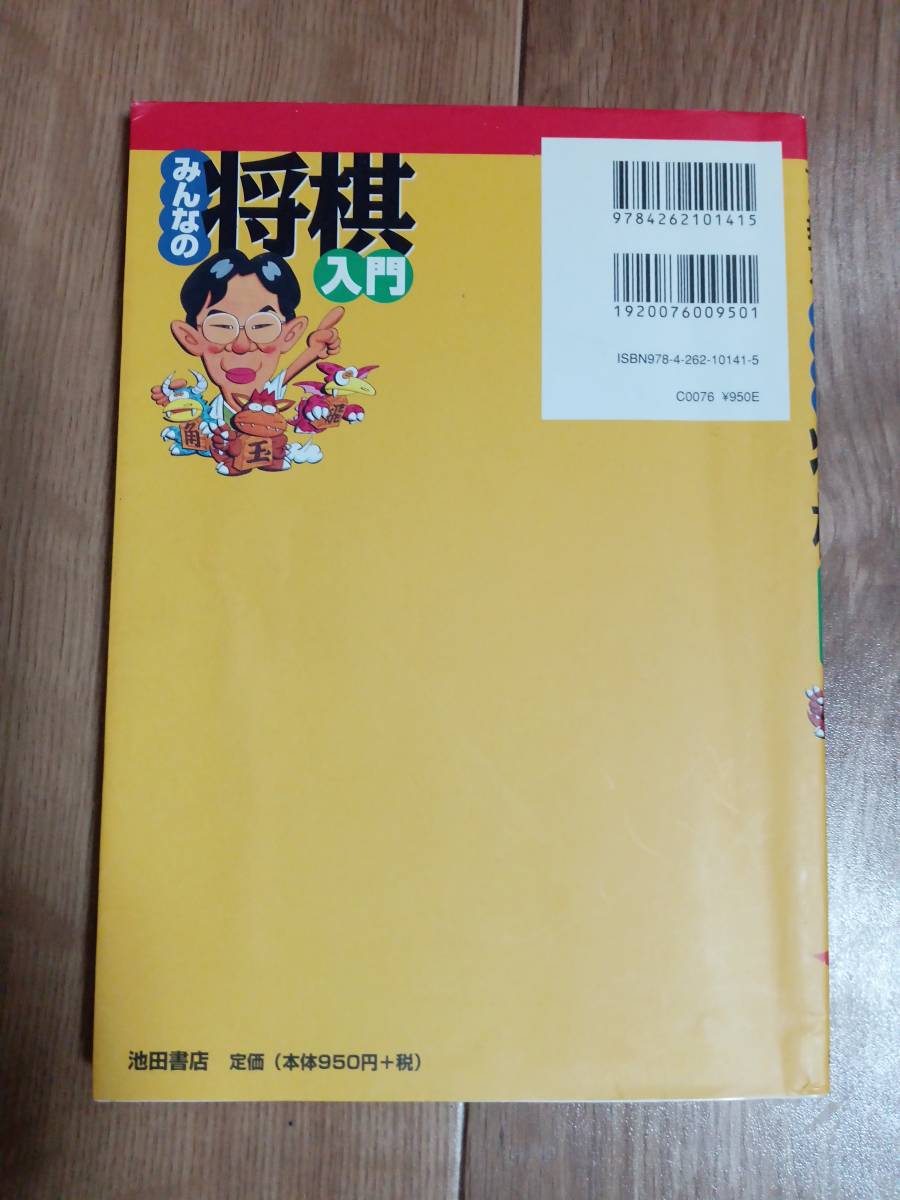 みんなの
将棋
入門
角
玉
9784262101415
1920076009501
ISBN978-4-262-10141-5
C0076 ¥950E
池田書店 定価（本体950円＋税）